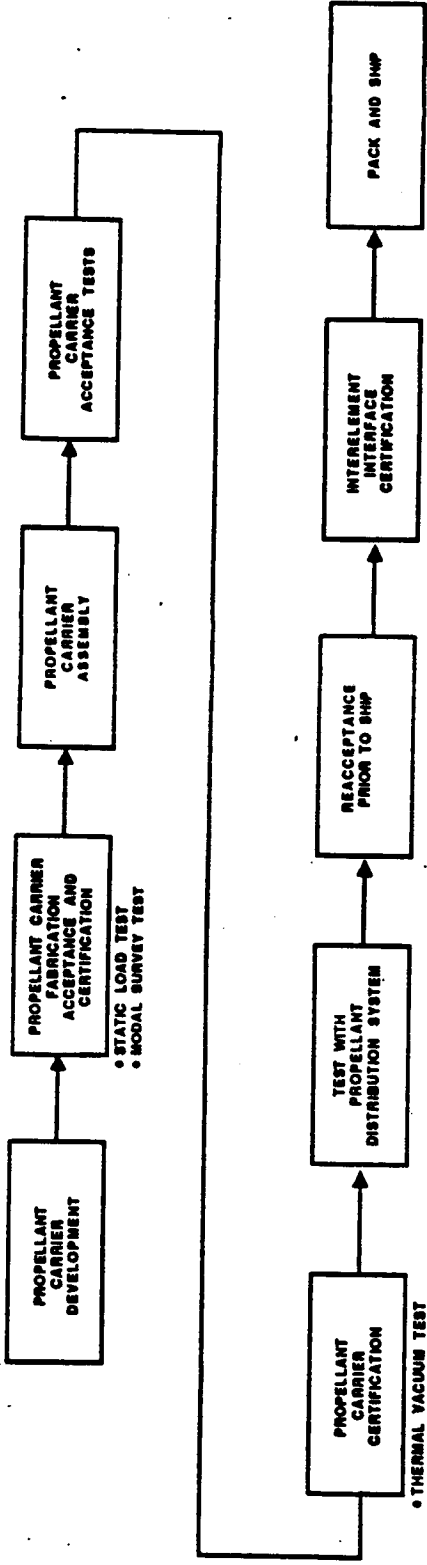 PROPELLANT
CARRIER
DEVELOPMENT
PROPELLANT CARRIER
FABRICATION
ACCEPTANCE AND
CERTIFICATION
• STATIC LOAD TEST
• MODAL SURVEY TEST
PROPELLANT
CARRIER
ASSEMBLY
PROPELLANT
CARRIER
ACCEPTANCE TESTS
PROPELLANT
CARRIER
CERTIFICATION
• THERMAL VACUUM TEST
TEST WITH
PROPELLANT
DISTRIBUTION SYSTEM
REACCEPTANCE
PRIOR TO SHIP
INTERELEMENT
INTERFACE
CERTIFICATION
PACK AND SHIP